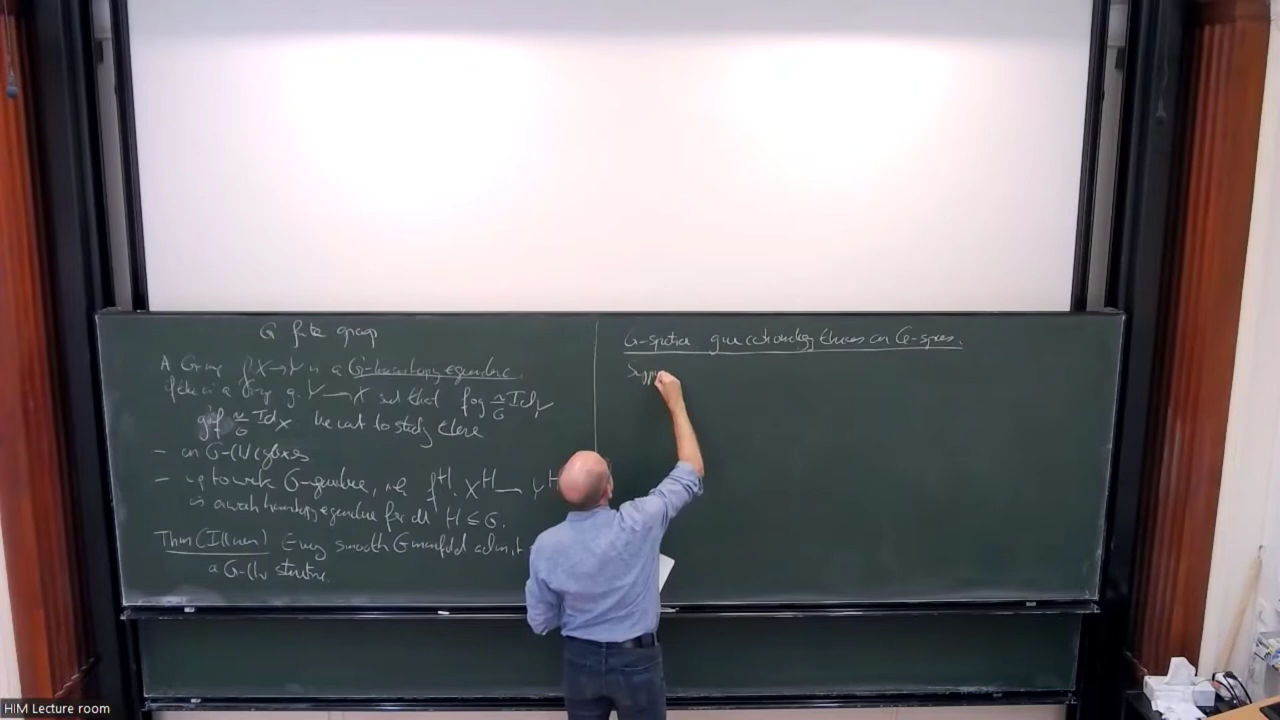 G finite group
A G-map f: X → Y is a G-homotopy equivalence
if there is a G-map g: Y → X such that f∘g ≃_G Id_Y
g∘f ≃_G Id_X We want to study these
- on G-CW complexes
- up to weak G-equivalence, i.e. f^H: X^H → Y^H
is a weak homotopy equivalence for all H ≤ G.
Thm (Illman) Every smooth G-manifold admit
a G-CW structure.
G-spectra give cohomology theories on G-spaces.
Supp
HIM Lecture room